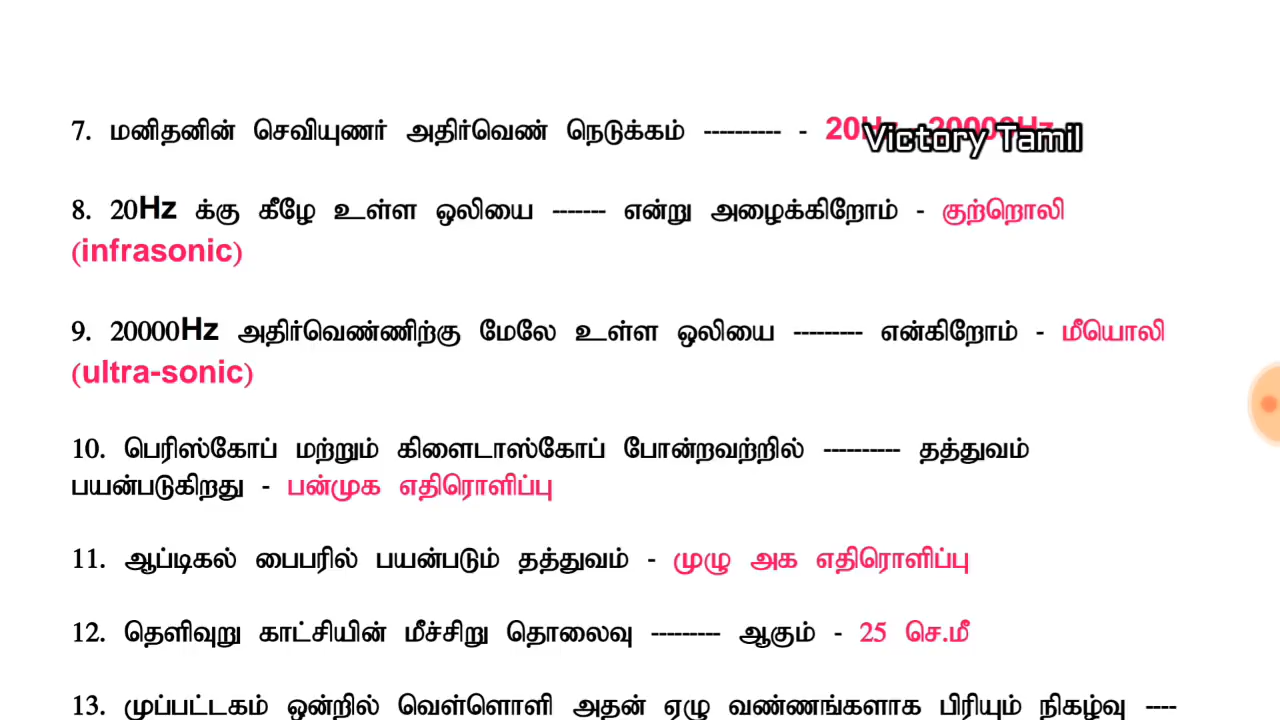 7. மனிதனின் செவியுணர் அதிர்வெண் நெடுக்கம் ---------- - 20Hz - 20000Hz
Victory Tamil
8. 20Hz க்கு கீழே உள்ள ஒலியை ------- என்று அழைக்கிறோம் - குற்றொலி
(infrasonic)
9. 20000Hz அதிர்வெண்ணிற்கு மேலே உள்ள ஒலியை --------- என்கிறோம் - மீயொலி
(ultra-sonic)
10. பெரிஸ்கோப் மற்றும் கிளைடாஸ்கோப் போன்றவற்றில் ---------- தத்துவம்
பயன்படுகிறது - பன்முக எதிரொளிப்பு
11. ஆப்டிகல் பைபரில் பயன்படும் தத்துவம் - முழு அக எதிரொளிப்பு
12. தெளிவுறு காட்சியின் மீச்சிறு தொலைவு --------- ஆகும் - 25 செ.மீ
13. முப்பட்டகம் ஒன்றில் வெள்ளொளி அதன் ஏழு வண்ணங்களாக பிரியும் நிகழ்வு ----